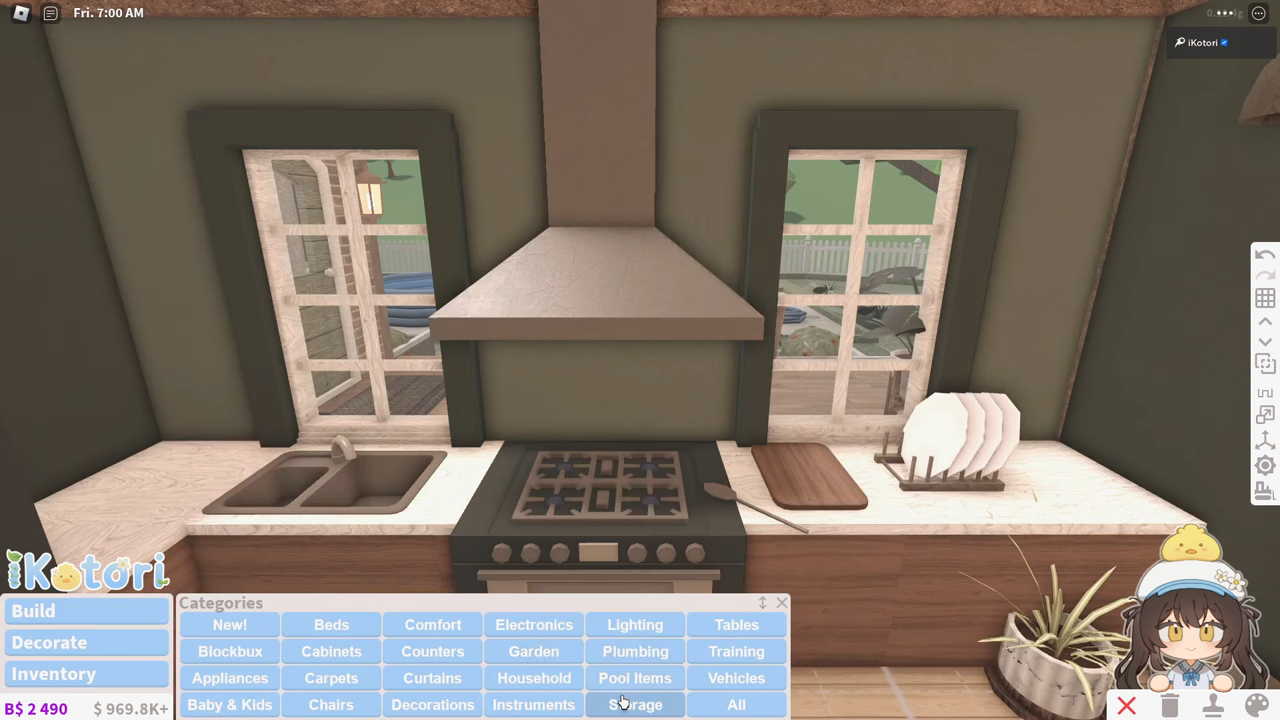 Fri. 7:00 AM
iKotori
iKotori
Build
Decorate
Inventory
B$ 2 490 $ 969.8K+
Categories
New! Beds Comfort Electronics Lighting Tables
Blockbux Cabinets Counters Garden Plumbing Training
Appliances Carpets Curtains Household Pool Items Vehicles
Baby & Kids Chairs Decorations Instruments Storage All